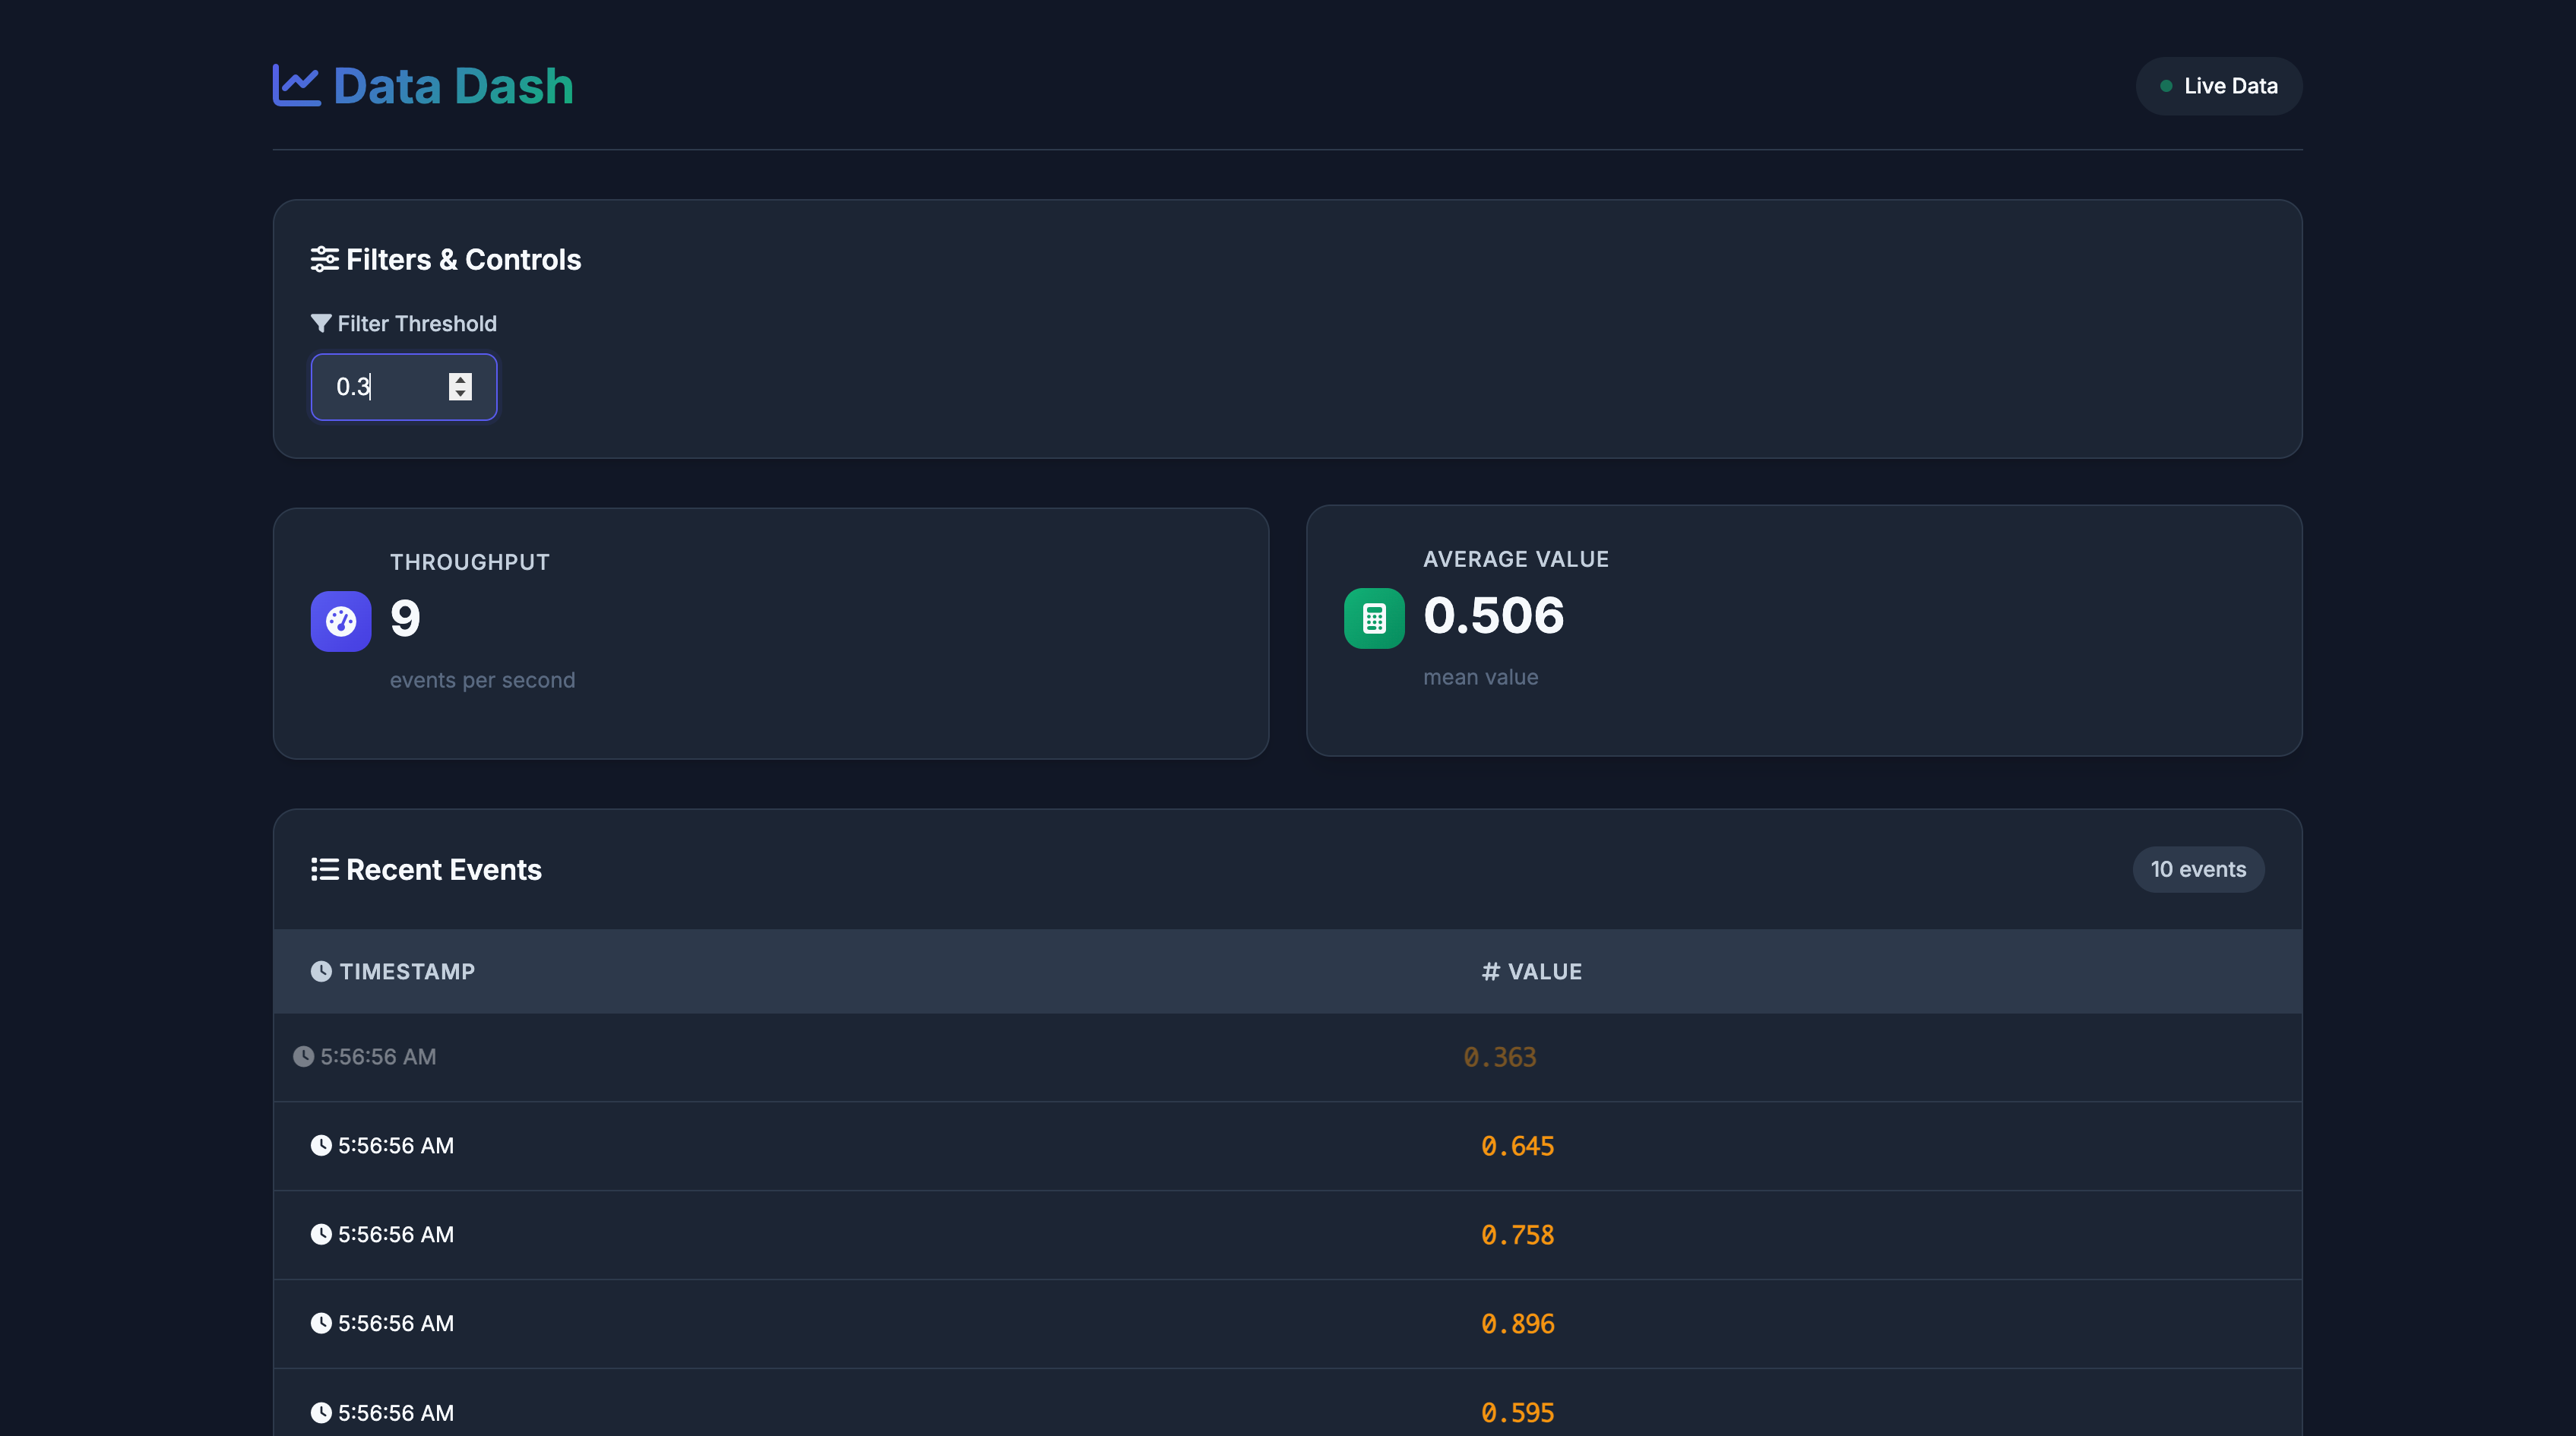 Data Dash
Live Data
Filters & Controls
Filter Threshold
0.3
THROUGHPUT
9
events per second
AVERAGE VALUE
0.506
mean value
Recent Events
10 events
TIMESTAMP # VALUE
5:56:56 AM 0.363
5:56:56 AM 0.645
5:56:56 AM 0.758
5:56:56 AM 0.896
5:56:56 AM 0.595